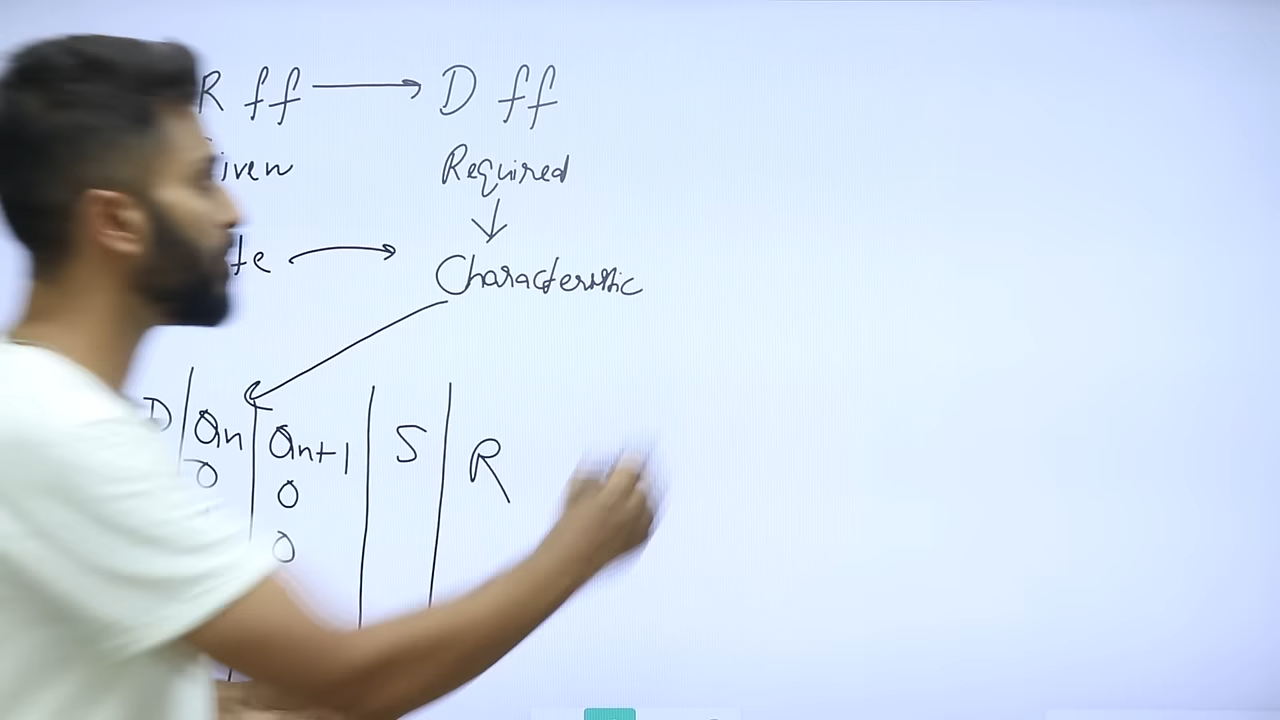 R ff → D ff
iven Required
↓
te → Characteristic
D Qn Qn+1 S R
0 0
0